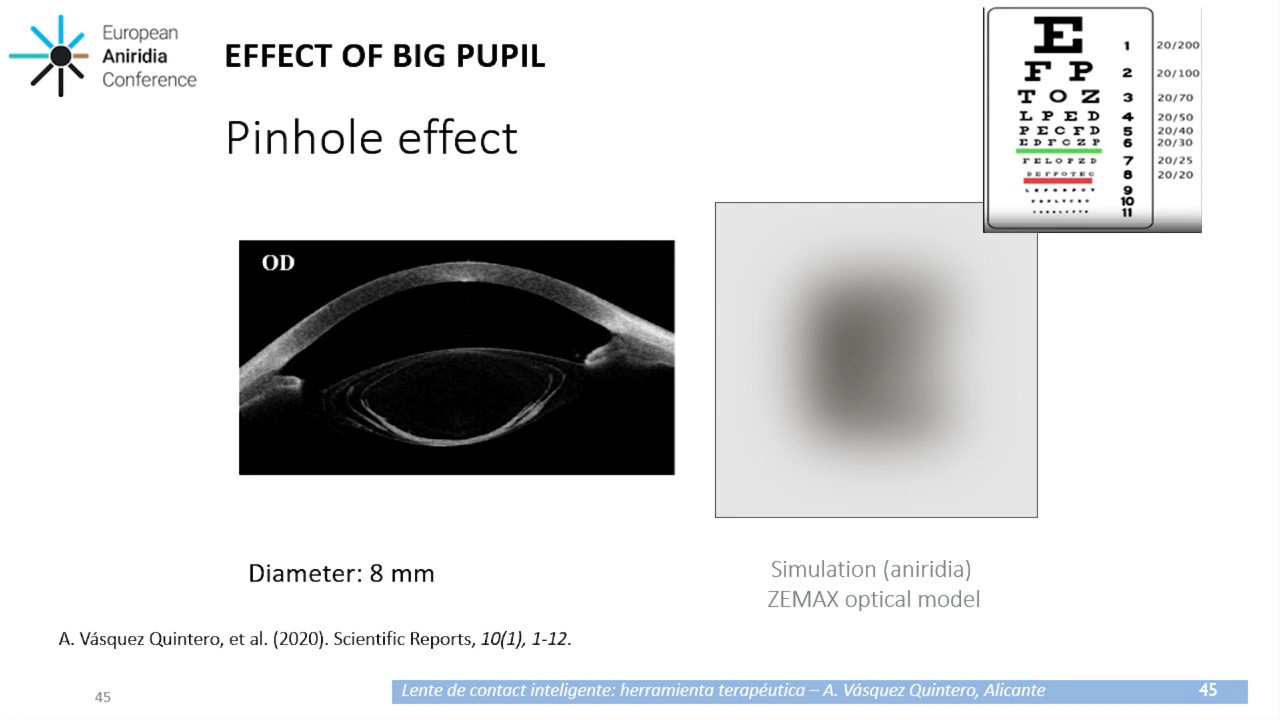 European
Aniridia
Conference
EFFECT OF BIG PUPIL
Pinhole effect
E 1 20/200
F P 2 20/100
T O Z 3 20/70
L P E D 4 20/50
P E C F D 5 20/40
E D F C Z P 6 20/30
F E L O P Z D 7 20/25
D E F P O T E C 8 20/20
9
10
11
OD
Diameter: 8 mm
Simulation (aniridia)
ZEMAX optical model
A. Vásquez Quintero, et al. (2020). Scientific Reports, 10(1), 1-12.
45
Lente de contact inteligente: herramienta terapéutica – A. Vásquez Quintero, Alicante 45